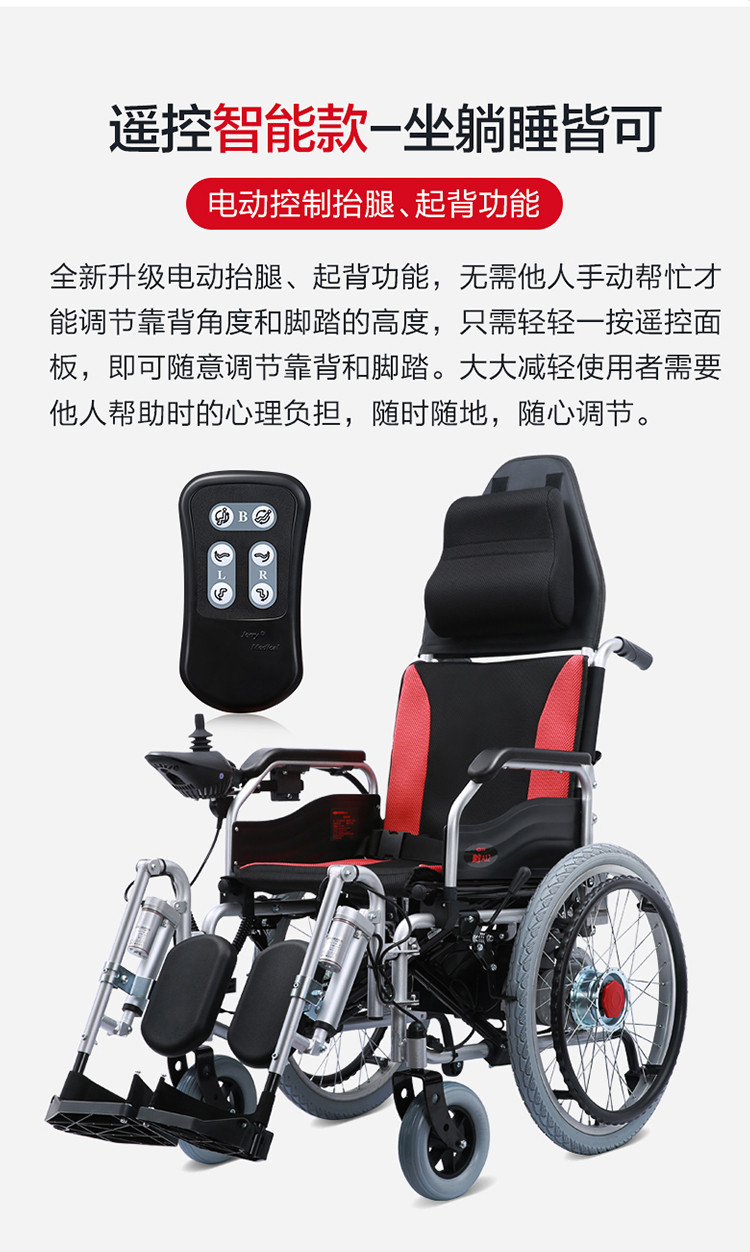 遥控智能款-坐躺睡皆可
电动控制抬腿、起背功能
全新升级电动抬腿、起背功能，无需他人手动帮忙才
能调节靠背角度和脚踏的高度，只需轻轻一按遥控面
板，即可随意调节靠背和脚踏。大大减轻使用者需要
他人帮助时的心理负担，随时随地，随心调节。
B
L R
Medical